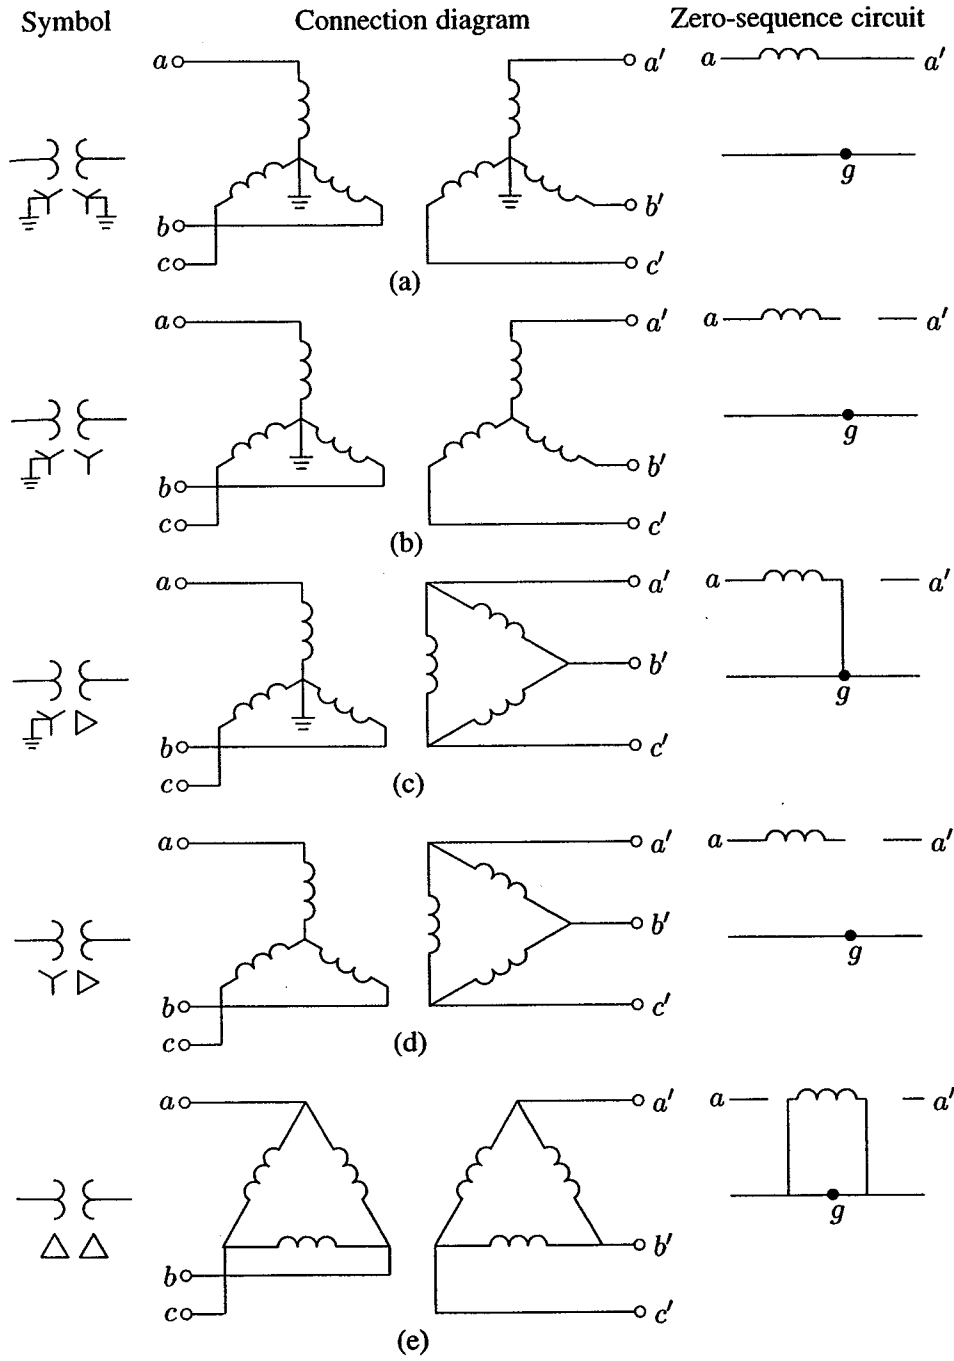 Symbol Connection diagram Zero-sequence circuit
a a′ a a′
g
b b′
c c′
(a)
a a′ a a′
g
b b′
c c′
(b)
a a′ a a′
b′
g
b c′
c
(c)
a a′ a a′
b′
g
b c′
c
(d)
a a′ a a′
g
b b′
c c′
(e)